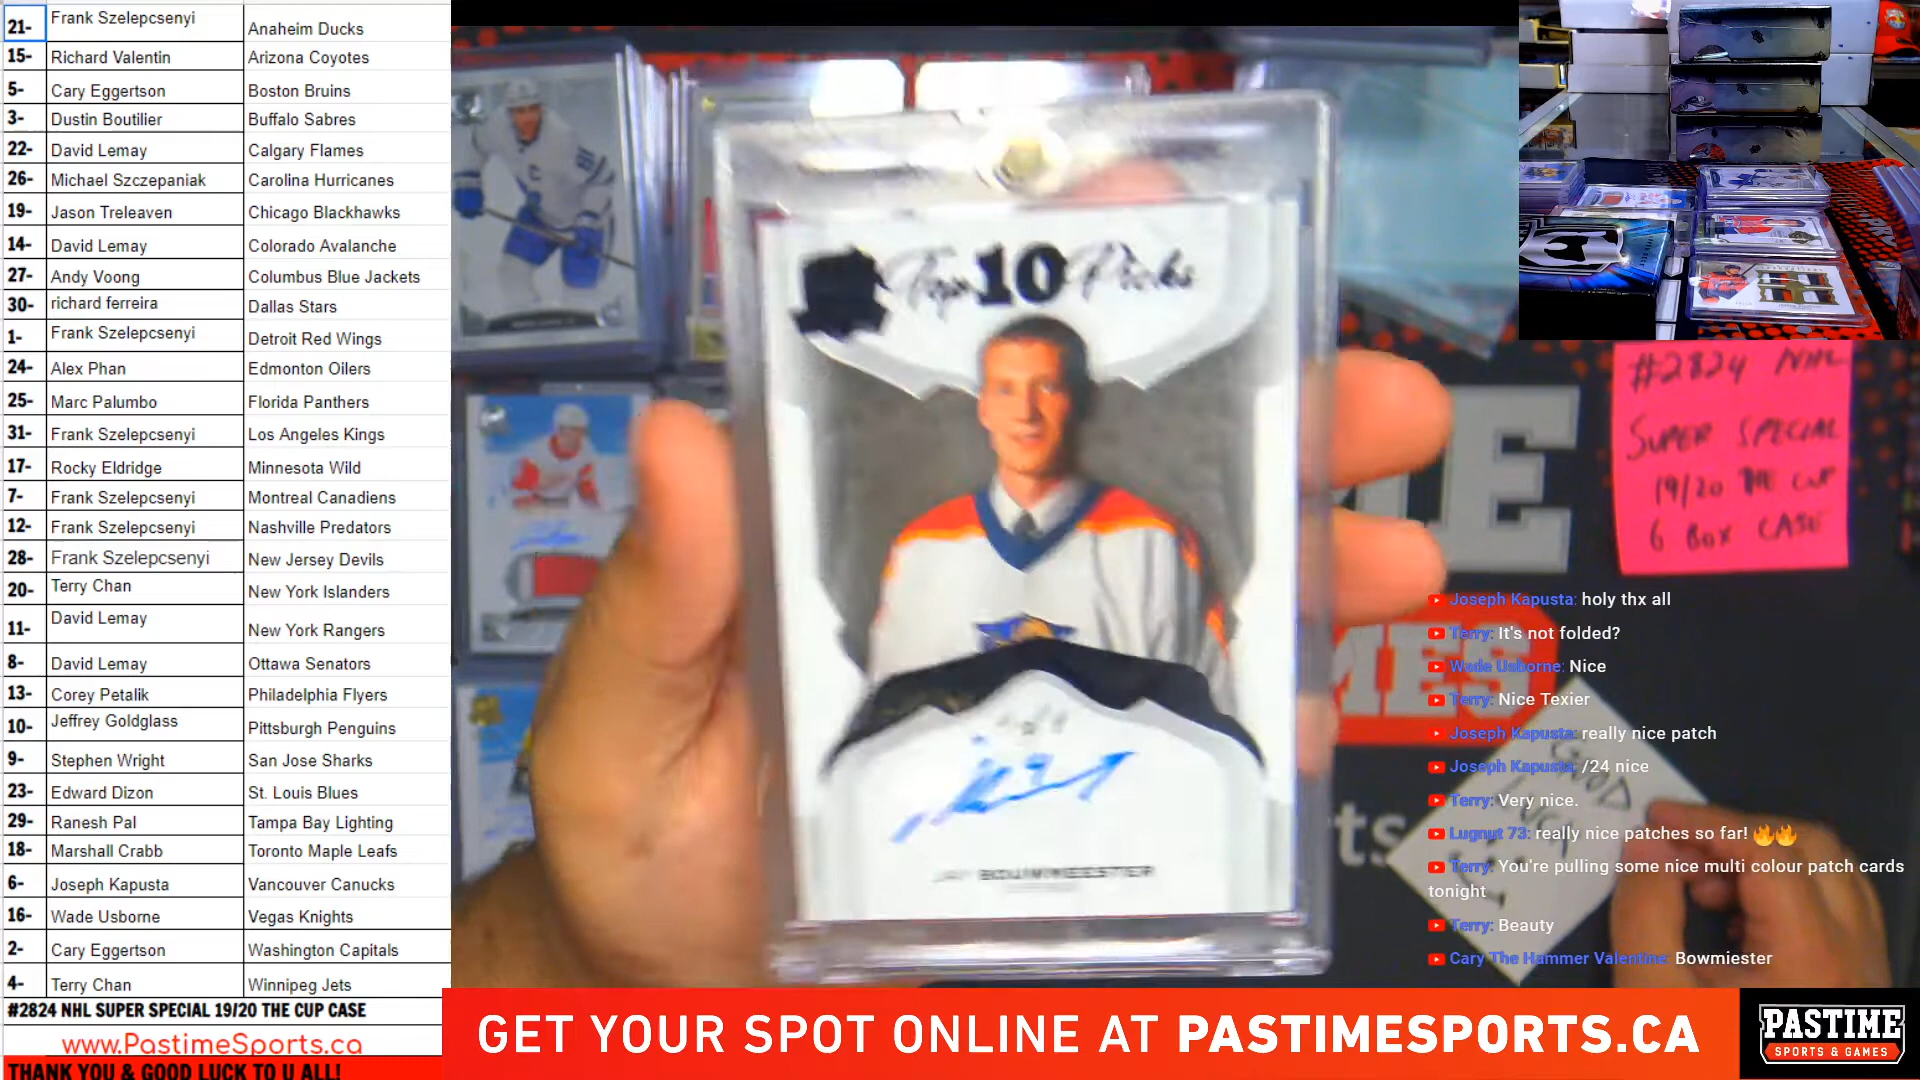 21- Frank Szelepcsenyi Anaheim Ducks
15- Richard Valentin Arizona Coyotes
5- Cary Eggertson Boston Bruins
3- Dustin Boutilier Buffalo Sabres
22- David Lemay Calgary Flames
26- Michael Szczepaniak Carolina Hurricanes
19- Jason Treleaven Chicago Blackhawks
14- David Lemay Colorado Avalanche
27- Andy Voong Columbus Blue Jackets
30- richard ferreira Dallas Stars
1- Frank Szelepcsenyi Detroit Red Wings
24- Alex Phan Edmonton Oilers
25- Marc Palumbo Florida Panthers
31- Frank Szelepcsenyi Los Angeles Kings
17- Rocky Eldridge Minnesota Wild
7- Frank Szelepcsenyi Montreal Canadiens
12- Frank Szelepcsenyi Nashville Predators
28- Frank Szelepcsenyi New Jersey Devils
20- Terry Chan New York Islanders
11- David Lemay New York Rangers
8- David Lemay Ottawa Senators
13- Corey Petalik Philadelphia Flyers
10- Jeffrey Goldglass Pittsburgh Penguins
9- Stephen Wright San Jose Sharks
23- Edward Dizon St. Louis Blues
29- Ranesh Pal Tampa Bay Lighting
18- Marshall Crabb Toronto Maple Leafs
6- Joseph Kapusta Vancouver Canucks
16- Wade Usborne Vegas Knights
2- Cary Eggertson Washington Capitals
4- Terry Chan Winnipeg Jets
#2824 NHL SUPER SPECIAL 19/20 THE CUP CASE
www.PastimeSports.ca
THANK YOU & GOOD LUCK TO U ALL!
Top 10 Picks
JAY BOUWMEESTER
#2824 NHL
SUPER SPECIAL
19/20 THE CUP
6 BOX CASE
Joseph Kapusta: holy thx all
Terry: It's not folded?
Wade Usborne: Nice
Terry: Nice Texier
Joseph Kapusta: really nice patch
Joseph Kapusta: /24 nice
Terry: Very nice.
Lugnut 73: really nice patches so far! 🔥🔥
Terry: You're pulling some nice multi colour patch cards
tonight
Terry: Beauty
Cary The Hammer Valentine: Bowmiester
GET YOUR SPOT ONLINE AT PASTIMESPORTS.CA
PASTIME
SPORTS & GAMES